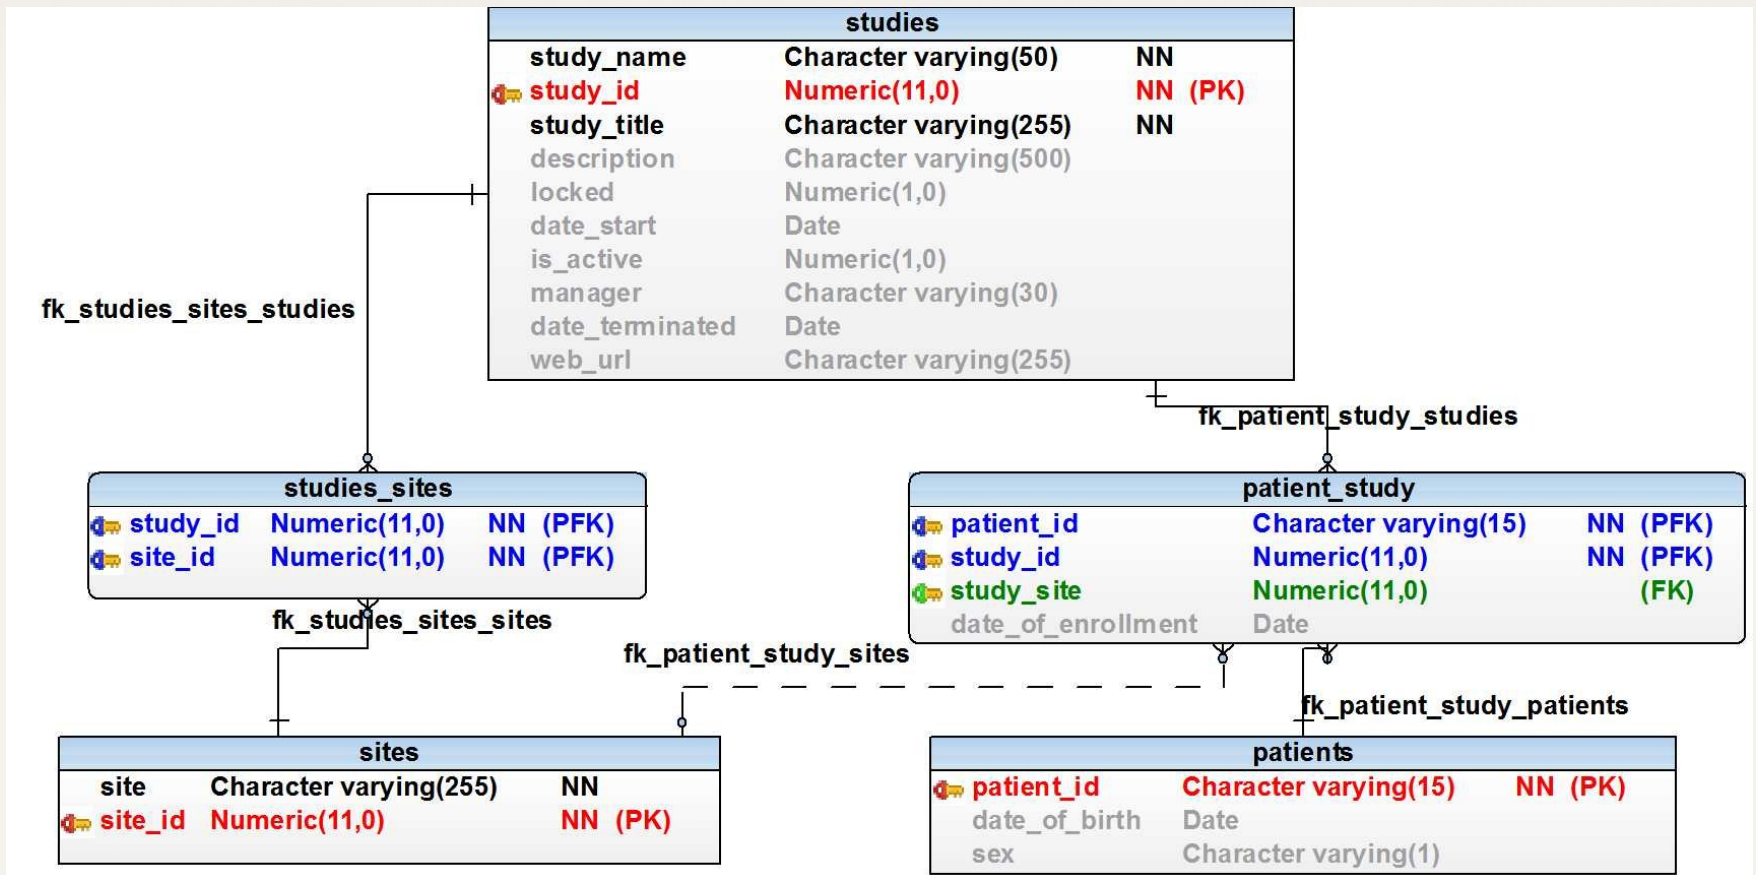 studies
study_name Character varying(50) NN
study_id Numeric(11,0) NN (PK)
study_title Character varying(255) NN
description Character varying(500)
locked Numeric(1,0)
date_start Date
is_active Numeric(1,0)
manager Character varying(30)
date_terminated Date
web_url Character varying(255)
fk_studies_sites_studies
fk_patient_study_studies
studies_sites
study_id Numeric(11,0) NN (PFK)
site_id Numeric(11,0) NN (PFK)
patient_study
patient_id Character varying(15) NN (PFK)
study_id Numeric(11,0) NN (PFK)
study_site Numeric(11,0) (FK)
date_of_enrollment Date
fk_studies_sites_sites
fk_patient_study_sites
fk_patient_study_patients
sites
site Character varying(255) NN
site_id Numeric(11,0) NN (PK)
patients
patient_id Character varying(15) NN (PK)
date_of_birth Date
sex Character varying(1)